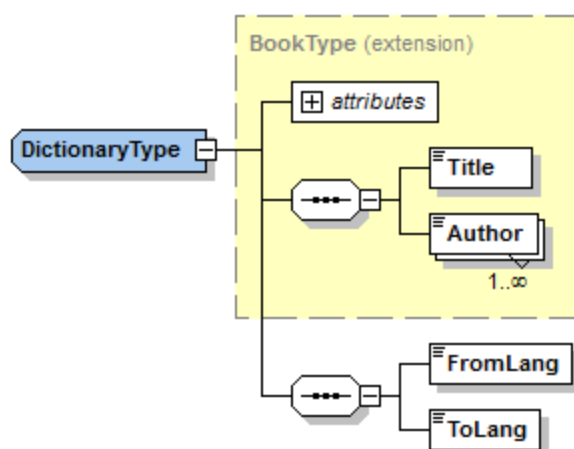 BookType (extension)
attributes
DictionaryType
Title
Author
1..∞
FromLang
ToLang